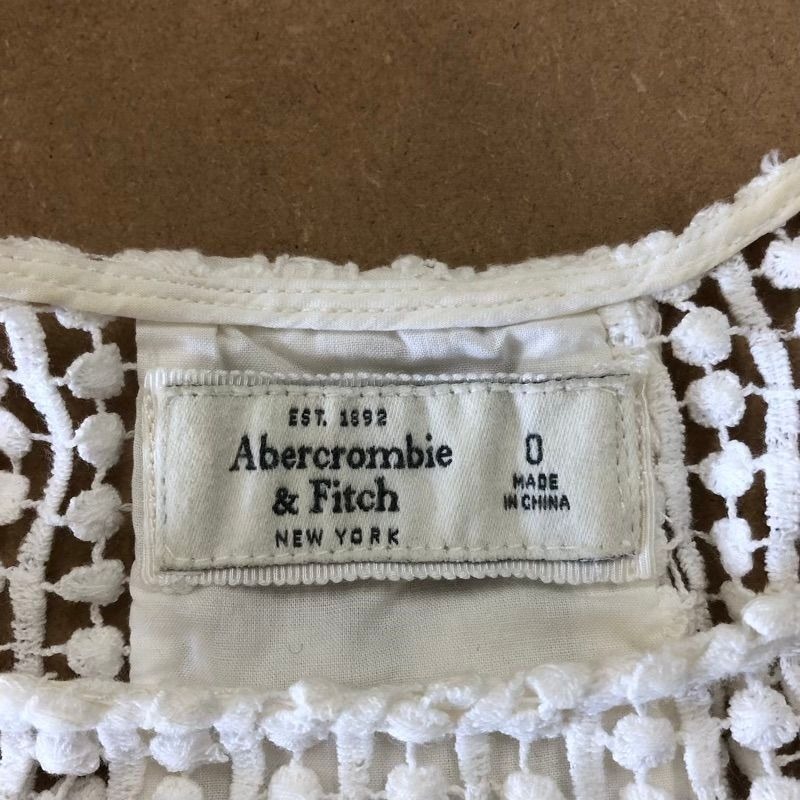 EST. 1892
Abercrombie
& Fitch
NEW YORK
0
MADE
IN CHINA